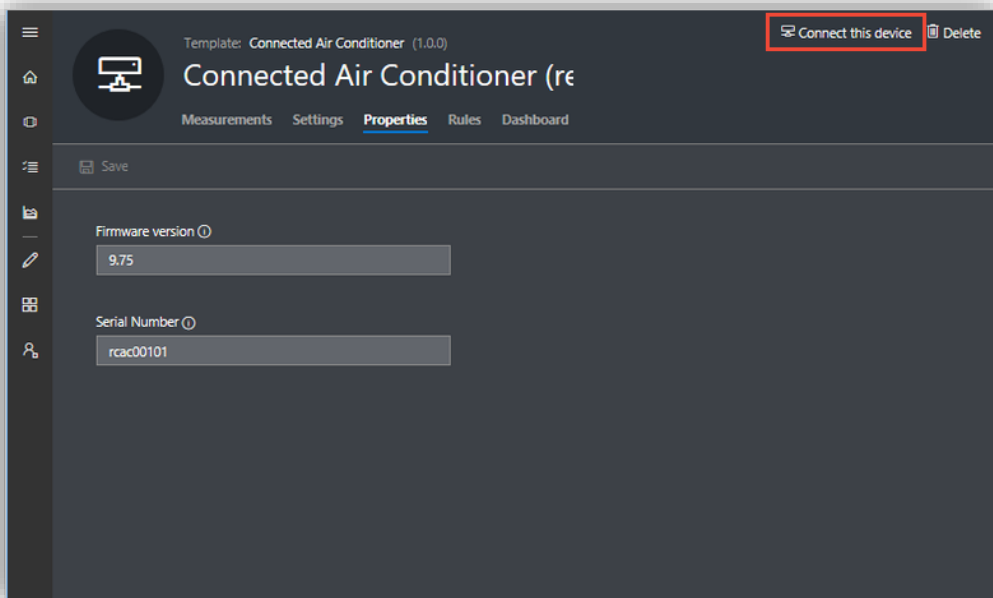 Template: Connected Air Conditioner (1.0.0)
Connect this device
Delete
Connected Air Conditioner (re
Measurements Settings Properties Rules Dashboard
Save
Firmware version
9.75
Serial Number
rcac00101